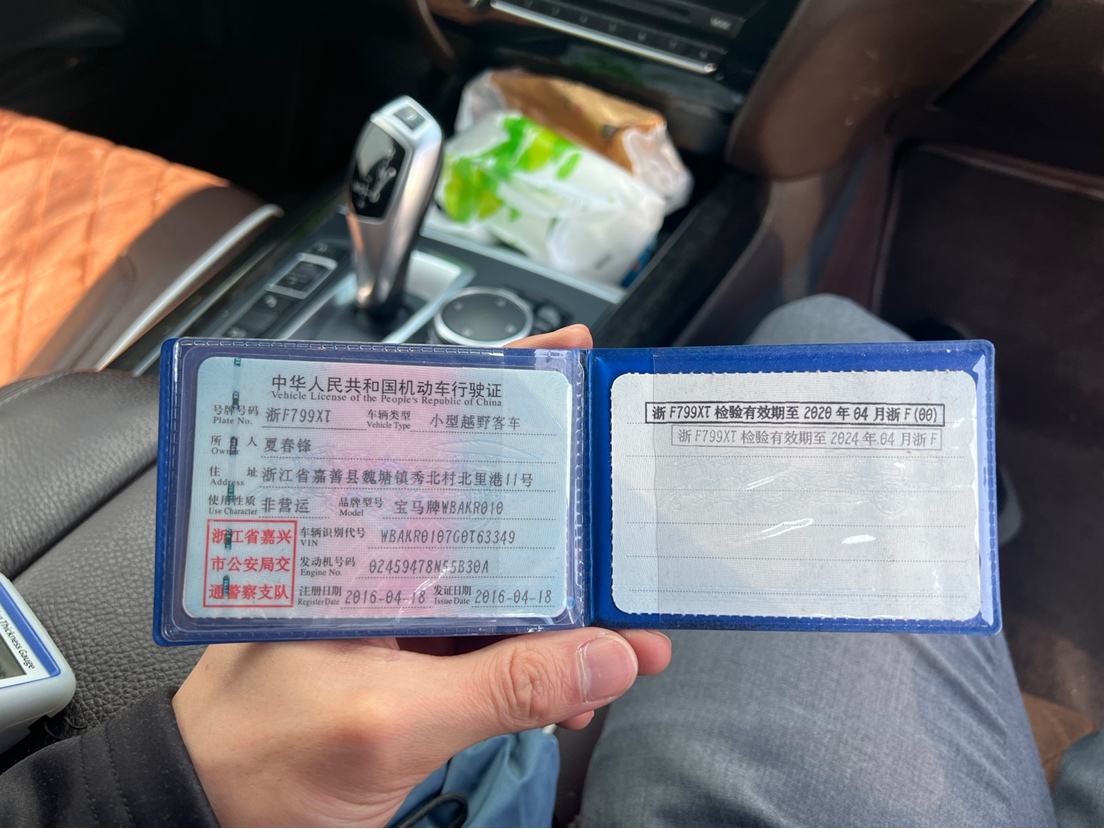 中华人民共和国机动车行驶证
Vehicle License of the People's Republic of China
号牌号码 浙F799XT 车辆类型 小型越野客车
Plate No. Vehicle Type
所有人 夏春锋
Owner
住址 浙江省嘉善县魏塘镇秀北村北里港11号
Address
使用性质 非营运 品牌型号 宝马牌WBAKR010
Use Character Model
浙江省嘉兴
市公安局交
通警察支队
车辆识别代号 WBAKR0107G0T63349
VIN
发动机号码 02459478N55B30A
Engine No.
注册日期 2016-04-18 发证日期 2016-04-18
Register Date Issue Date
浙F799XT检验有效期至2020年04月浙F(00)
浙F799XT检验有效期至2024年04月浙F
Thickness Gauge